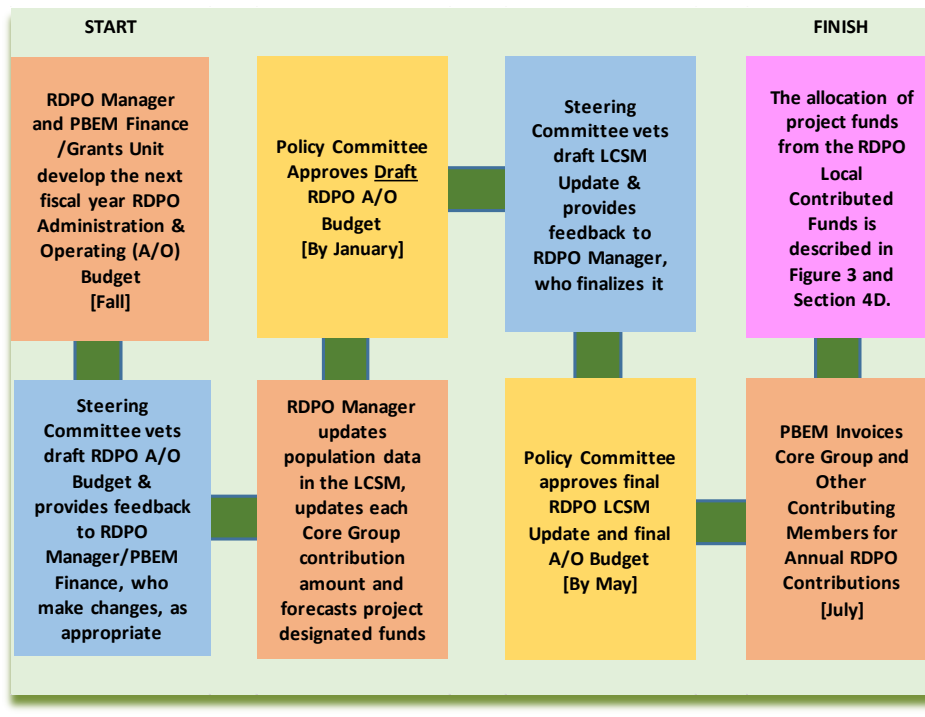 START
RDPO Manager
and PBEM Finance
/Grants Unit
develop the next
fiscal year RDPO
Administration &
Operating (A/O)
Budget
[Fall]
Steering
Committee vets
draft RDPO A/O
Budget &
provides feedback
to RDPO
Manager/PBEM
Finance, who
make changes, as
appropriate
RDPO Manager
updates
population data
in the LCSM,
updates each
Core Group
contribution
amount and
forecasts project
designated funds
Policy Committee
Approves Draft
RDPO A/O
Budget
[By January]
Steering
Committee vets
draft LCSM
Update &
provides
feedback to
RDPO Manager,
who finalizes it
Policy Committee
approves final
RDPO LCSM
Update and final
A/O Budget
[By May]
PBEM Invoices
Core Group and
Other
Contributing
Members for
Annual RDPO
Contributions
[July]
FINISH
The allocation of
project funds
from the RDPO
Local
Contributed
Funds is
described in
Figure 3 and
Section 4D.